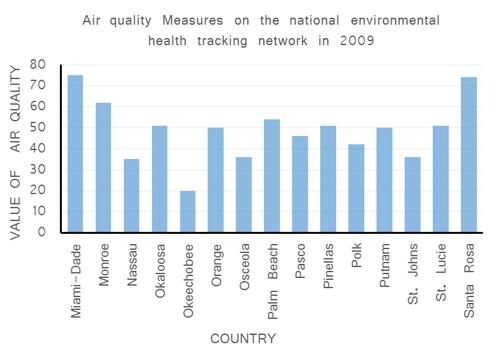 Air quality Measures on the national environmental
health tracking network in 2009
VALUE OF AIR QUALITY
80
70
60
50
40
30
20
10
0
Miami-Dade
Monroe
Nassau
Okaloosa
Okeechobee
Orange
Osceola
Palm Beach
Pasco
Pinellas
Polk
Putnam
St. Johns
St. Lucie
Santa Rosa
COUNTRY